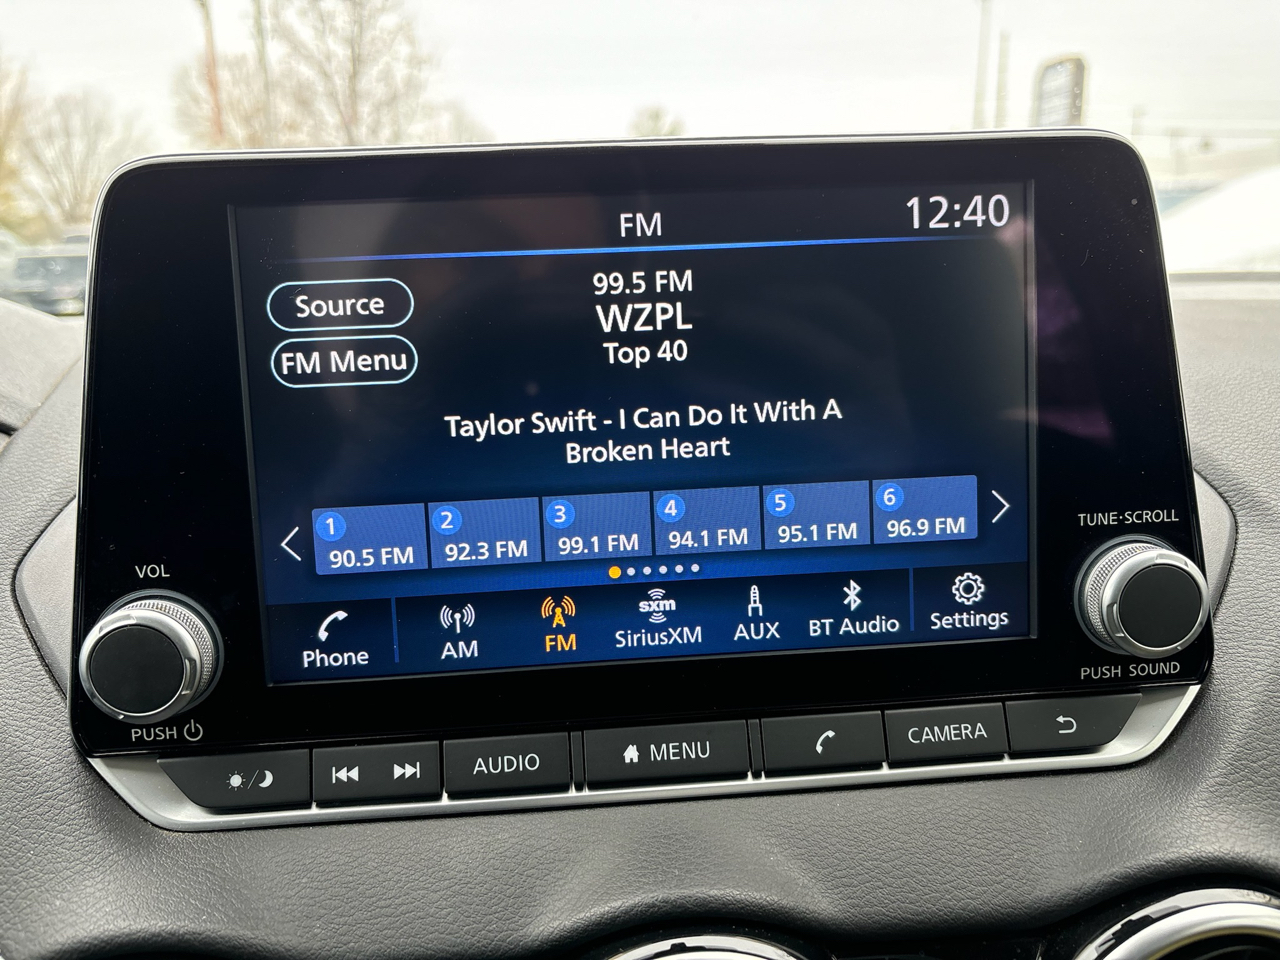 FM
12:40
Source
FM Menu
99.5 FM
WZPL
Top 40
Taylor Swift - I Can Do It With A
Broken Heart
1
90.5 FM
2
92.3 FM
3
99.1 FM
4
94.1 FM
5
95.1 FM
6
96.9 FM
Phone
AM
FM
sxm
SiriusXM
AUX
BT Audio
Settings
VOL
PUSH
TUNE·SCROLL
PUSH SOUND
AUDIO
MENU
CAMERA